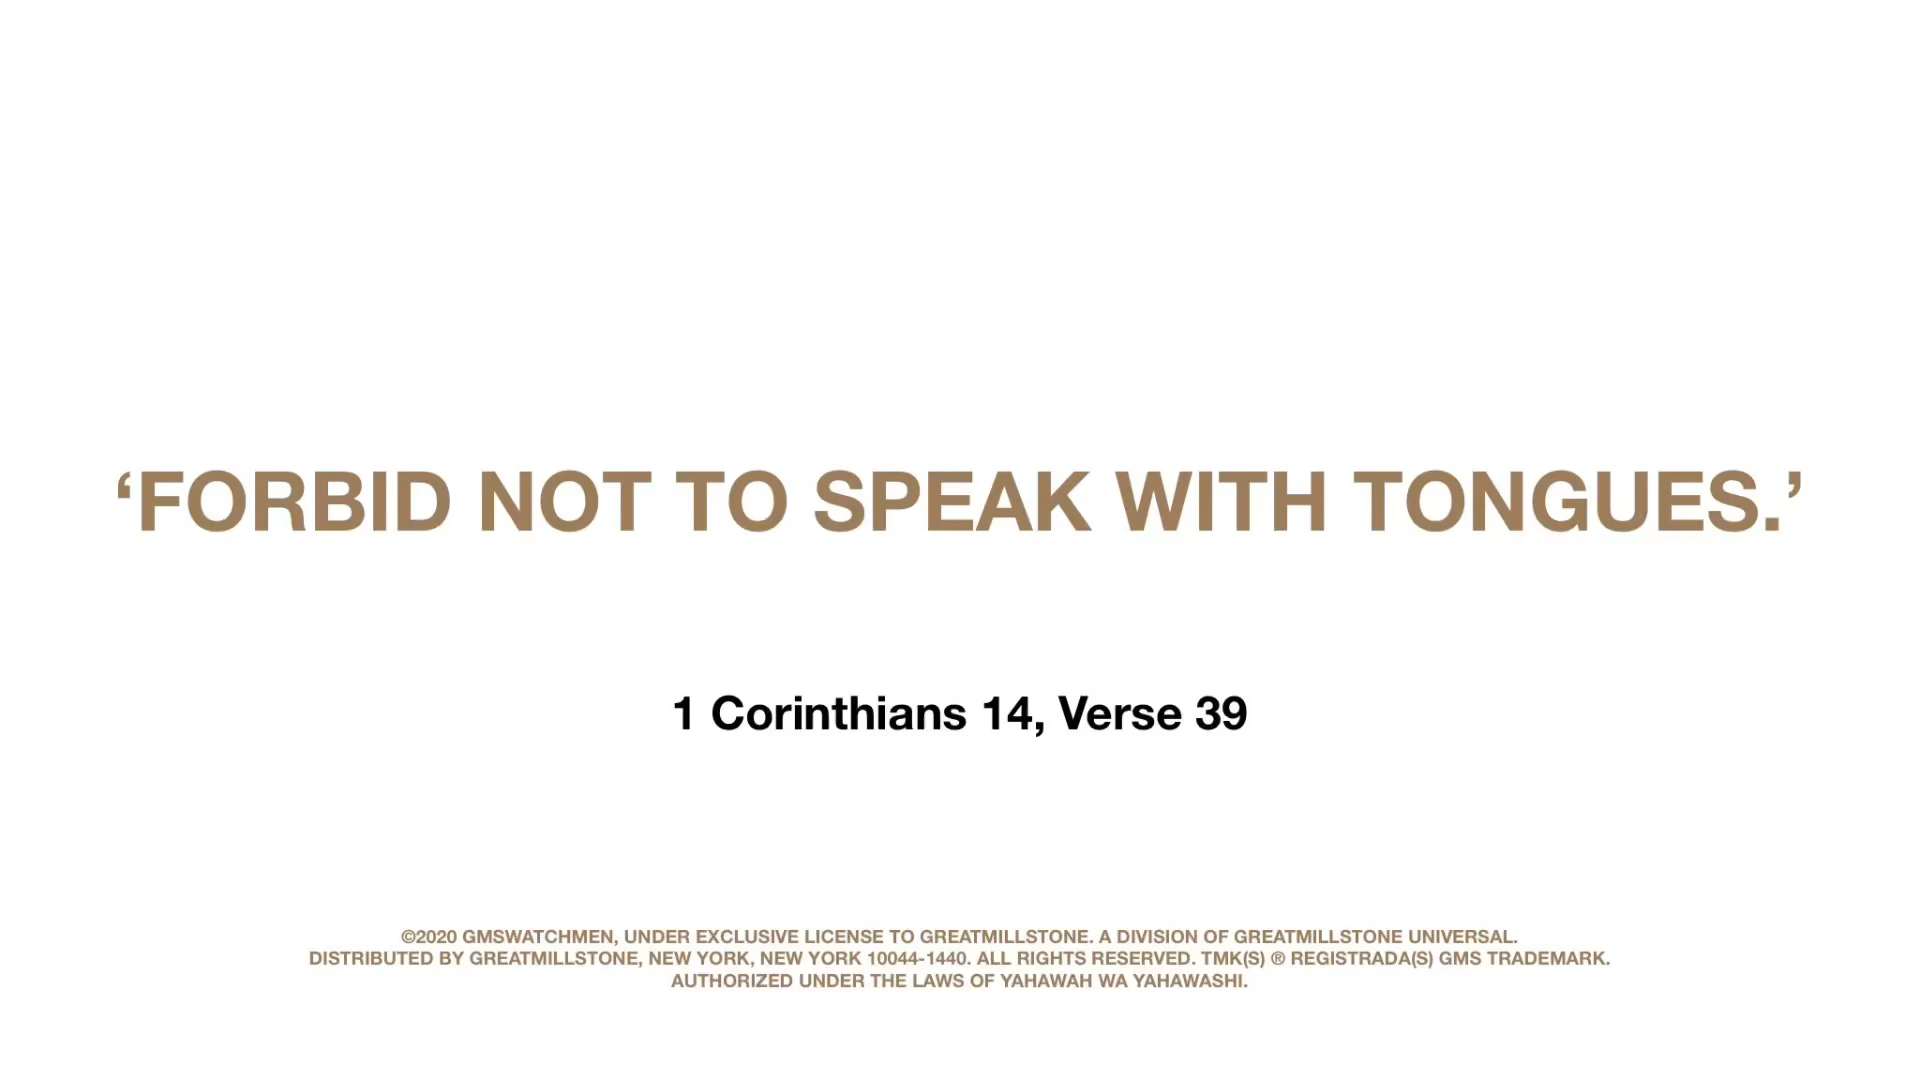 ‘FORBID NOT TO SPEAK WITH TONGUES.’
1 Corinthians 14, Verse 39
©2020 GMSWATCHMEN, UNDER EXCLUSIVE LICENSE TO GREATMILLSTONE. A DIVISION OF GREATMILLSTONE UNIVERSAL.
DISTRIBUTED BY GREATMILLSTONE, NEW YORK, NEW YORK 10044-1440. ALL RIGHTS RESERVED. TMK(S) ® REGISTRADA(S) GMS TRADEMARK.
AUTHORIZED UNDER THE LAWS OF YAHAWAH WA YAHAWASHI.